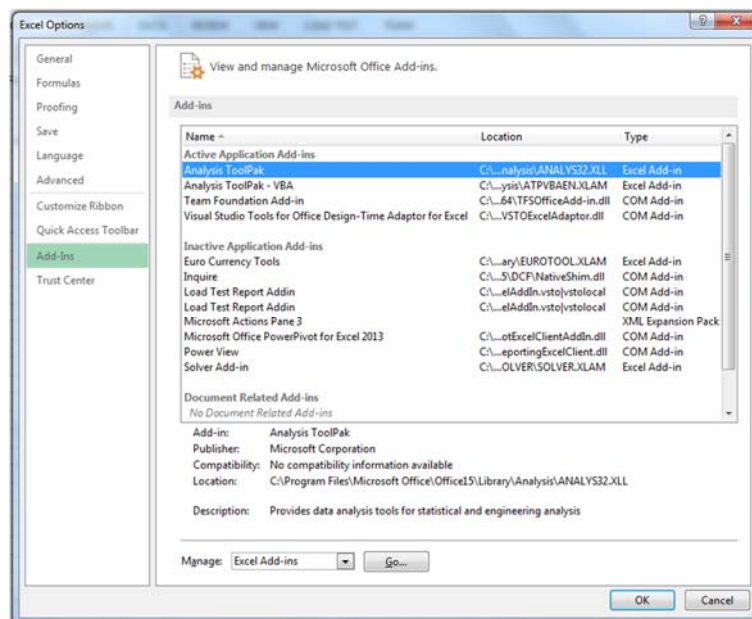 Excel Options
General
Formulas
Proofing
Save
Language
Advanced
Customize Ribbon
Quick Access Toolbar
Add-Ins
Trust Center
View and manage Microsoft Office Add-ins.
Add-ins
Name Location Type
Active Application Add-ins
Analysis ToolPak C:\...nalysis\ANALYS32.XLL Excel Add-in
Analysis ToolPak - VBA C:\...ysis\ATPVBAEN.XLAM Excel Add-in
Team Foundation Add-in C:\...64\TFSOfficeAdd-in.dll COM Add-in
Visual Studio Tools for Office Design-Time Adaptor for Excel C:\...VSTOExcelAdaptor.dll COM Add-in
Inactive Application Add-ins
Euro Currency Tools C:\...ary\EUROTOOL.XLAM Excel Add-in
Inquire C:\...5\DCF\NativeShim.dll COM Add-in
Load Test Report Addin C:\...elAddIn.vsto|vstolocal COM Add-in
Load Test Report Addin C:\...elAddIn.vsto|vstolocal COM Add-in
Microsoft Actions Pane 3 XML Expansion Pack
Microsoft Office PowerPivot for Excel 2013 C:\...otExcelClientAddIn.dll COM Add-in
Power View C:\...eportingExcelClient.dll COM Add-in
Solver Add-in C:\...OLVER\SOLVER.XLAM Excel Add-in
Document Related Add-ins
No Document Related Add-ins
Add-in: Analysis ToolPak
Publisher: Microsoft Corporation
Compatibility: No compatibility information available
Location: C:\Program Files\Microsoft Office\Office15\Library\Analysis\ANALYS32.XLL
Description: Provides data analysis tools for statistical and engineering analysis
Manage: Excel Add-ins Go...
OK Cancel